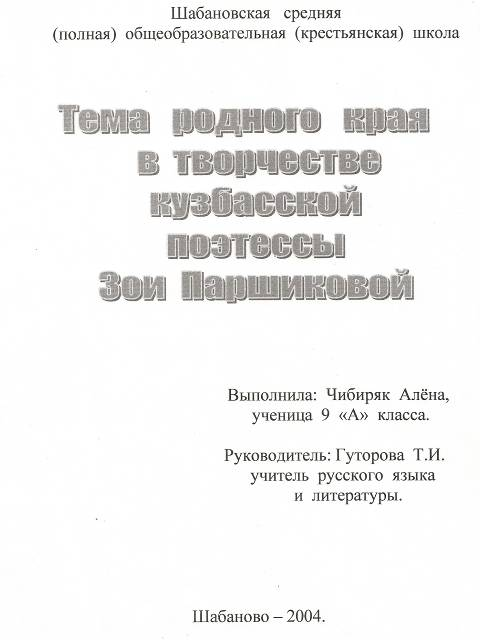 Шабановская средняя
(полная) общеобразовательная (крестьянская) школа
Тема родного края
в творчестве
кузбасской
поэтессы
Зои Паршиковой
Выполнила: Чибиряк Алёна,
ученица 9 «А» класса.
Руководитель: Гуторова Т.И.
учитель русского языка
и литературы.
Шабаново – 2004.